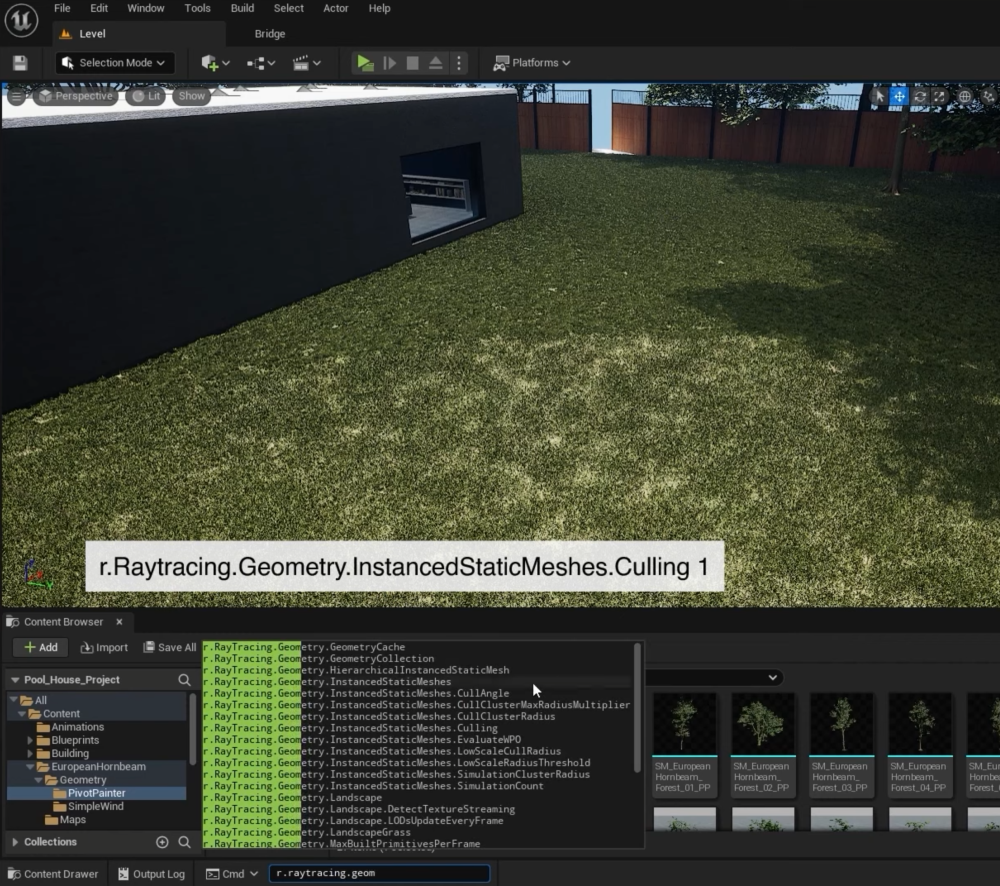 File Edit Window Tools Build Select Actor Help
Level Bridge
Selection Mode Platforms
Perspective Lit Show
r.Raytracing.Geometry.InstancedStaticMeshes.Culling 1
Content Browser
Add Import Save All
Pool_House_Project
All
Content
Animations
Blueprints
Building
EuropeanHornbeam
Geometry
PivotPainter
SimpleWind
Maps
Collections
r.RayTracing.Geometry.GeometryCache
r.RayTracing.Geometry.GeometryCollection
r.RayTracing.Geometry.HierarchicalInstancedStaticMesh
r.RayTracing.Geometry.InstancedStaticMeshes
r.RayTracing.Geometry.InstancedStaticMeshes.CullAngle
r.RayTracing.Geometry.InstancedStaticMeshes.CullClusterMaxRadiusMultiplier
r.RayTracing.Geometry.InstancedStaticMeshes.CullClusterRadius
r.RayTracing.Geometry.InstancedStaticMeshes.Culling
r.RayTracing.Geometry.InstancedStaticMeshes.EvaluateWPO
r.RayTracing.Geometry.InstancedStaticMeshes.LowScaleCullRadius
r.RayTracing.Geometry.InstancedStaticMeshes.LowScaleRadiusThreshold
r.RayTracing.Geometry.InstancedStaticMeshes.SimulationClusterRadius
r.RayTracing.Geometry.InstancedStaticMeshes.SimulationCount
r.RayTracing.Geometry.Landscape
r.RayTracing.Geometry.Landscape.DetectTextureStreaming
r.RayTracing.Geometry.Landscape.LODsUpdateEveryFrame
r.RayTracing.Geometry.LandscapeGrass
r.RayTracing.Geometry.MaxBuiltPrimitivesPerFrame
SM_European Hornbeam_ Forest_01_PP
SM_European Hornbeam_ Forest_02_PP
SM_European Hornbeam_ Forest_03_PP
SM_European Hornbeam_ Forest_04_PP
Content Drawer Output Log Cmd r.raytracing.geom